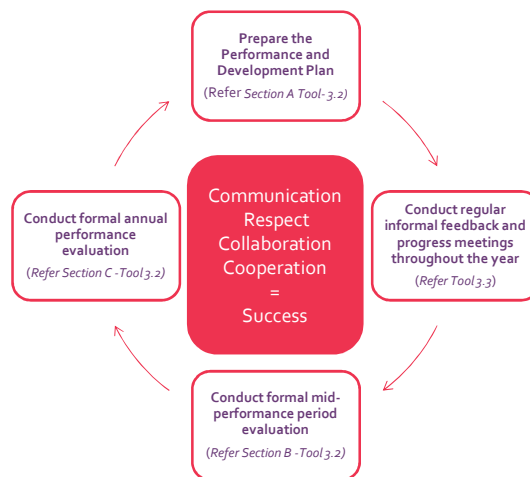 Prepare the
Performance and
Development Plan
(Refer Section A Tool- 3.2)
Communication
Respect
Collaboration
Cooperation
=
Success
Conduct regular
informal feedback and
progress meetings
throughout the year
(Refer Tool 3.3)
Conduct formal mid-
performance period
evaluation
(Refer Section B -Tool 3.2)
Conduct formal annual
performance
evaluation
(Refer Section C -Tool 3.2)